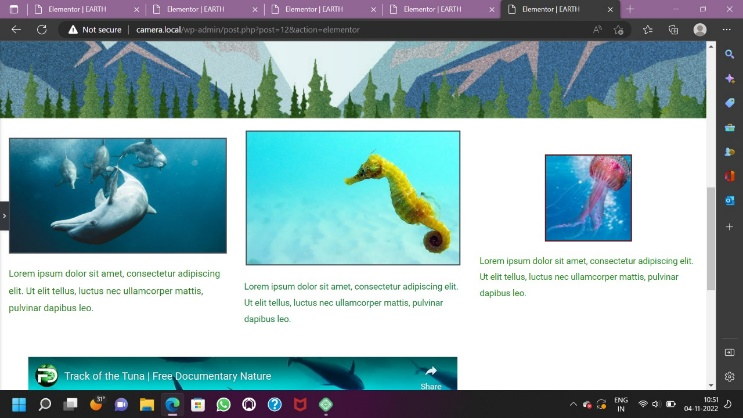 Elementor | EARTH
Elementor | EARTH
Elementor | EARTH
Elementor | EARTH
Elementor | EARTH
Not secure
camera.local/wp-admin/post.php?post=12&action=elementor
Lorem ipsum dolor sit amet, consectetur adipiscing
elit. Ut elit tellus, luctus nec ullamcorper mattis,
pulvinar dapibus leo.
Lorem ipsum dolor sit amet, consectetur adipiscing elit.
Ut elit tellus, luctus nec ullamcorper mattis, pulvinar
dapibus leo.
Lorem ipsum dolor sit amet, consectetur adipiscing elit.
Ut elit tellus, luctus nec ullamcorper mattis, pulvinar
dapibus leo.
Track of the Tuna | Free Documentary Nature
Share
31°
ENG
IN
10:51
04-11-2022